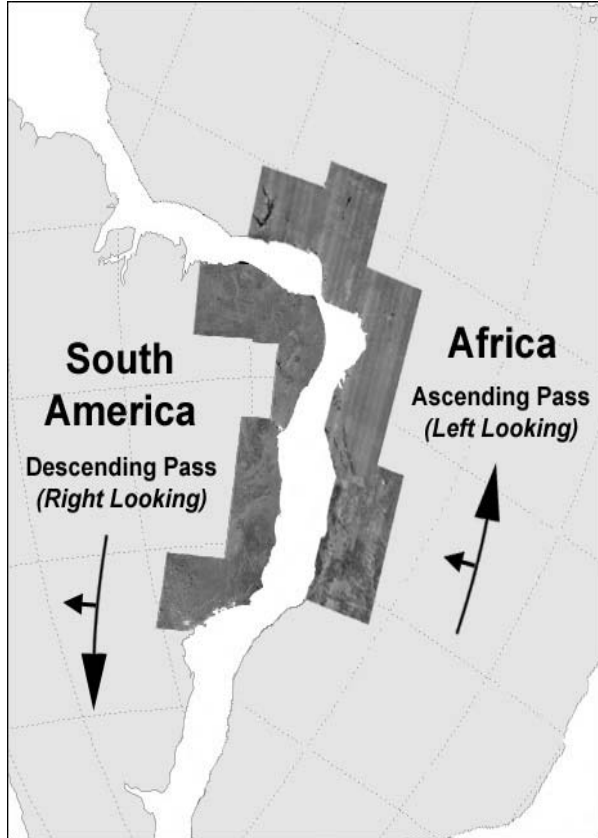 South
America
Descending Pass
(Right Looking)
Africa
Ascending Pass
(Left Looking)